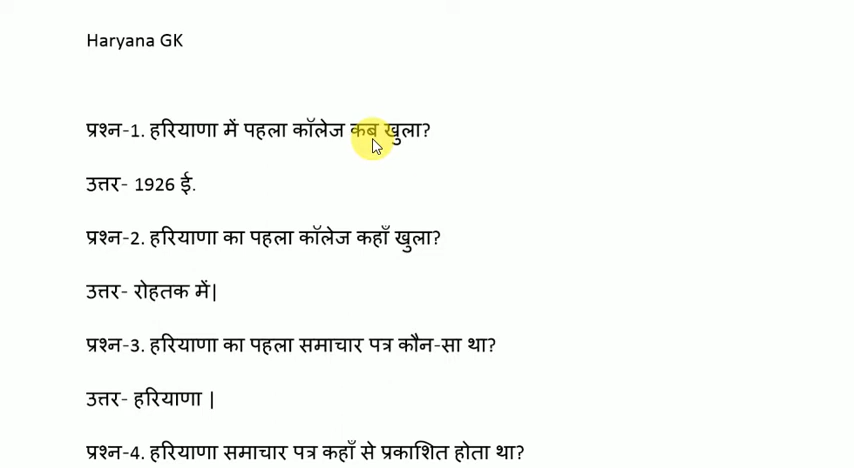 Haryana GK
प्रश्न-1. हरियाणा में पहला कॉलेज कब खुला?
उत्तर- 1926 ई.
प्रश्न-2. हरियाणा का पहला कॉलेज कहाँ खुला?
उत्तर- रोहतक में|
प्रश्न-3. हरियाणा का पहला समाचार पत्र कौन-सा था?
उत्तर- हरियाणा |
प्रश्न-4. हरियाणा समाचार पत्र कहाँ से प्रकाशित होता था?